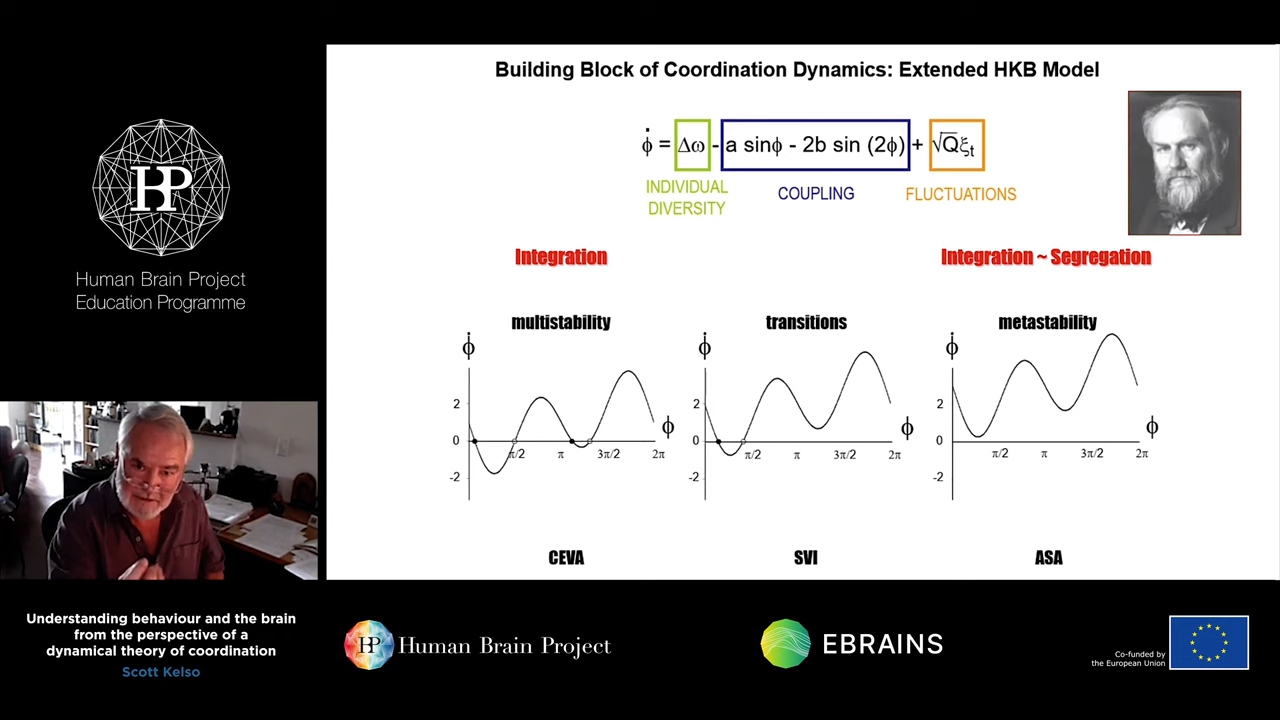 Building Block of Coordination Dynamics: Extended HKB Model
ϕ̇ = Δω - a sinϕ - 2b sin (2ϕ) + √Qξt
INDIVIDUAL DIVERSITY
COUPLING
FLUCTUATIONS
Integration
Integration ~ Segregation
multistability
transitions
metastability
ϕ̇
2
0
-2
π/2
π
3π/2
2π
ϕ
ϕ̇
2
0
-2
π/2
π
3π/2
2π
ϕ
ϕ̇
2
0
-2
π/2
π
3π/2
2π
ϕ
CEVA
SVI
ASA
HP
Human Brain Project
Education Programme
Understanding behaviour and the brain
from the perspective of a
dynamical theory of coordination
Scott Kelso
HP
Human Brain Project
EBRAINS
Co-funded by
the European Union